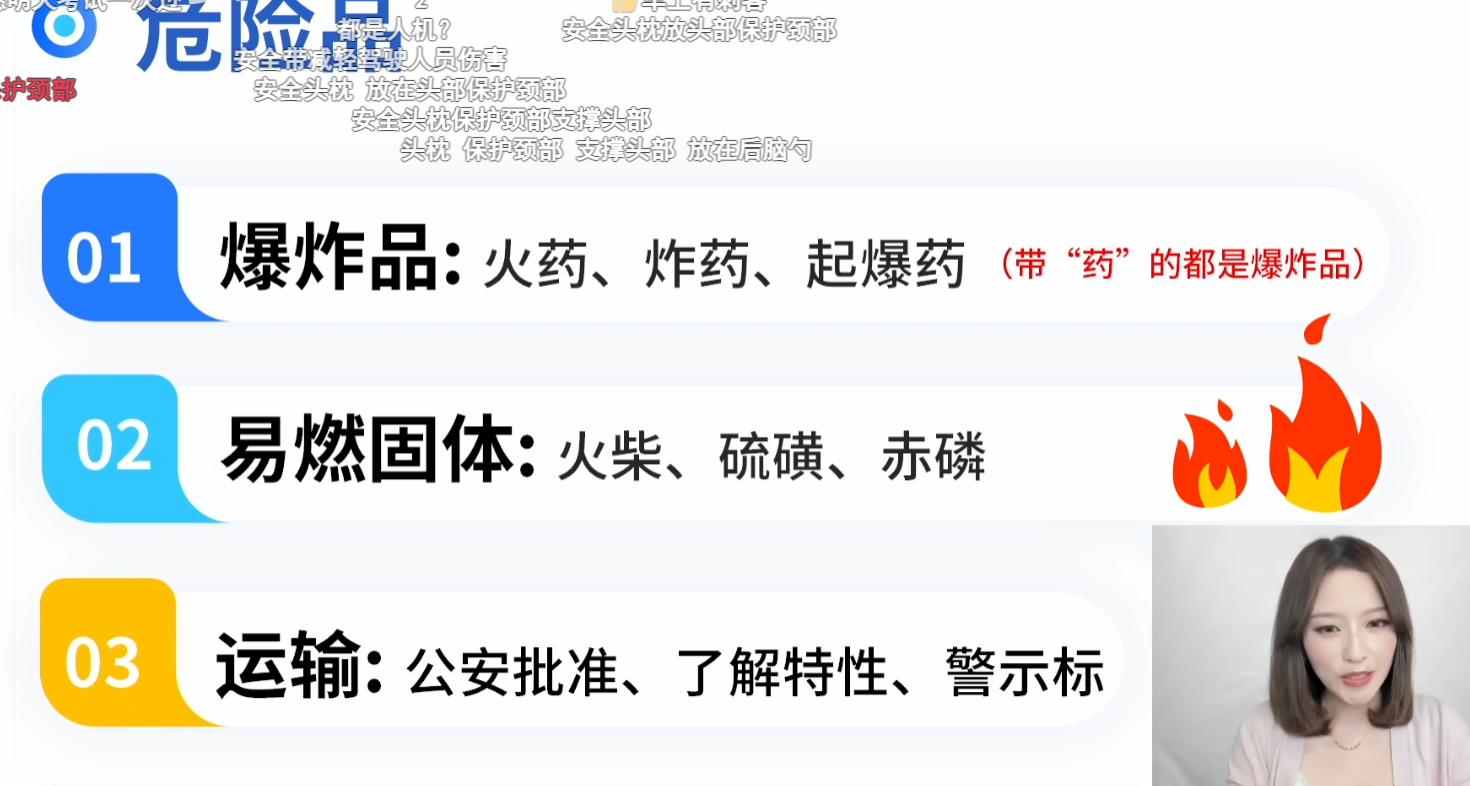 2
都是人机?
安全头枕放头部保护颈部
危险品
安全带减轻驾驶人员伤害
护颈部
安全头枕 放在头部保护颈部
安全头枕保护颈部支撑头部
头枕 保护颈部 支撑头部 放在后脑勺
01
爆炸品: 火药、炸药、起爆药 (带“药”的都是爆炸品)
02
易燃固体: 火柴、硫磺、赤磷
03
运输: 公安批准、了解特性、警示标